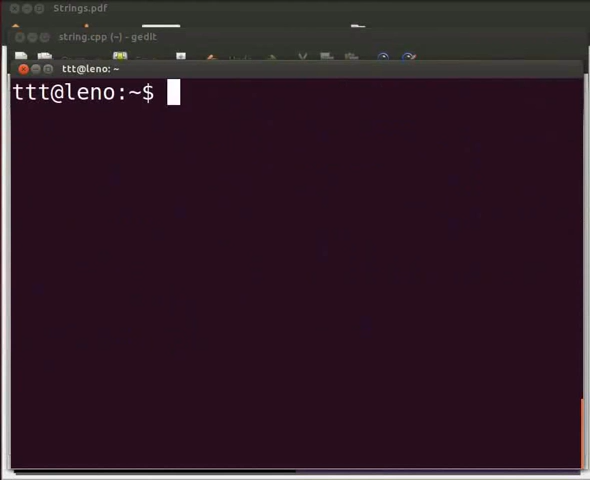 Strings.pdf
string.cpp (~) - gedit
ttt@leno: ~
ttt@leno:~$